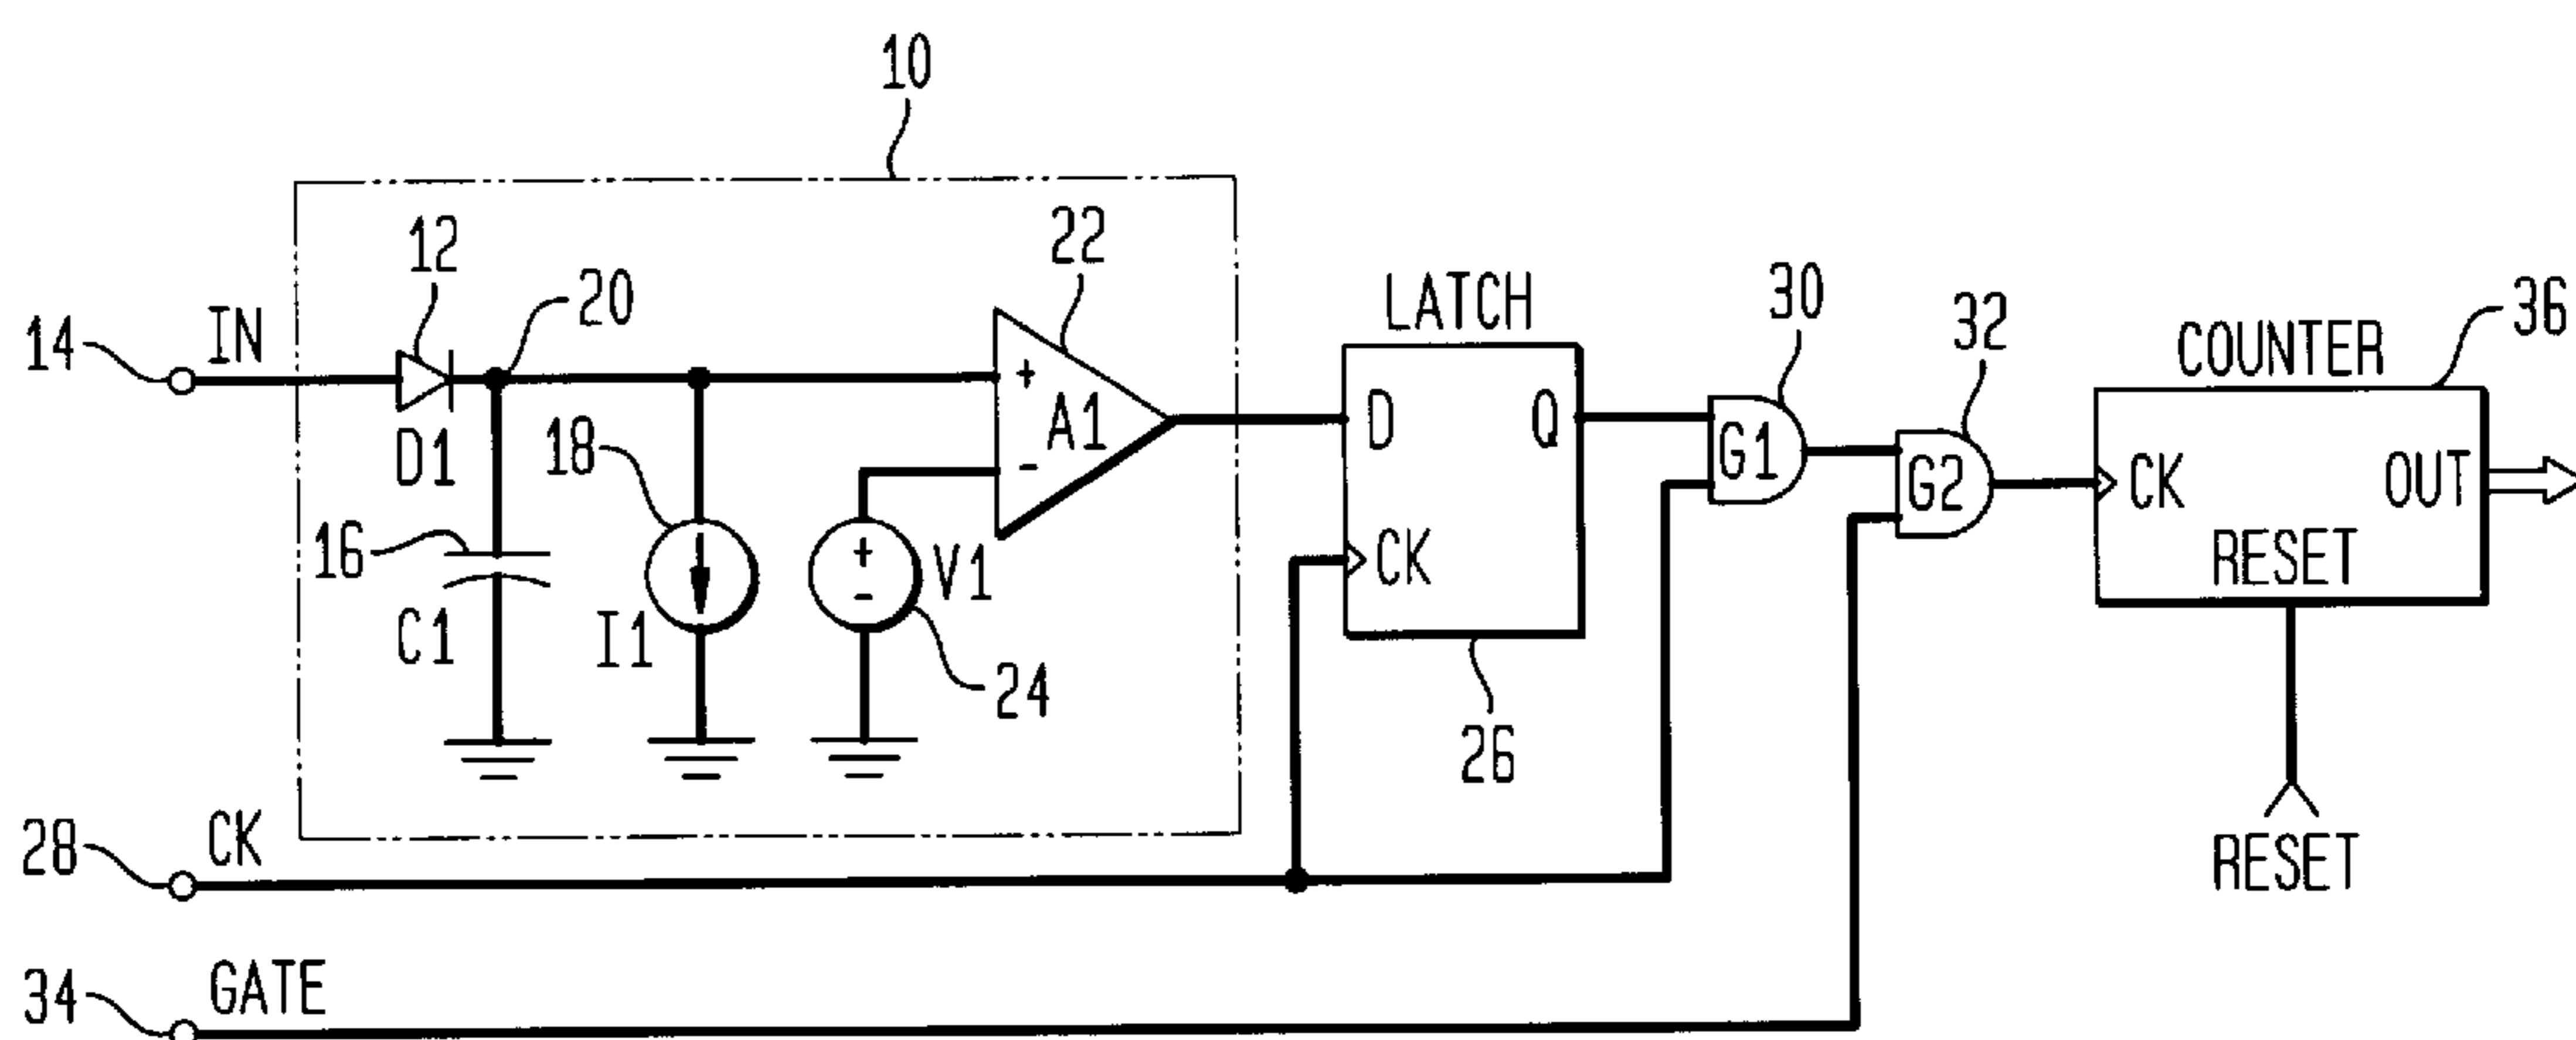 10
12
20
22
14
IN
+
A1
-
D1
18
16
C1
I1
+
-
V1
24
LATCH
D
Q
CK
26
30
G1
32
G2
COUNTER
36
CK
OUT
RESET
RESET
28
CK
34
GATE